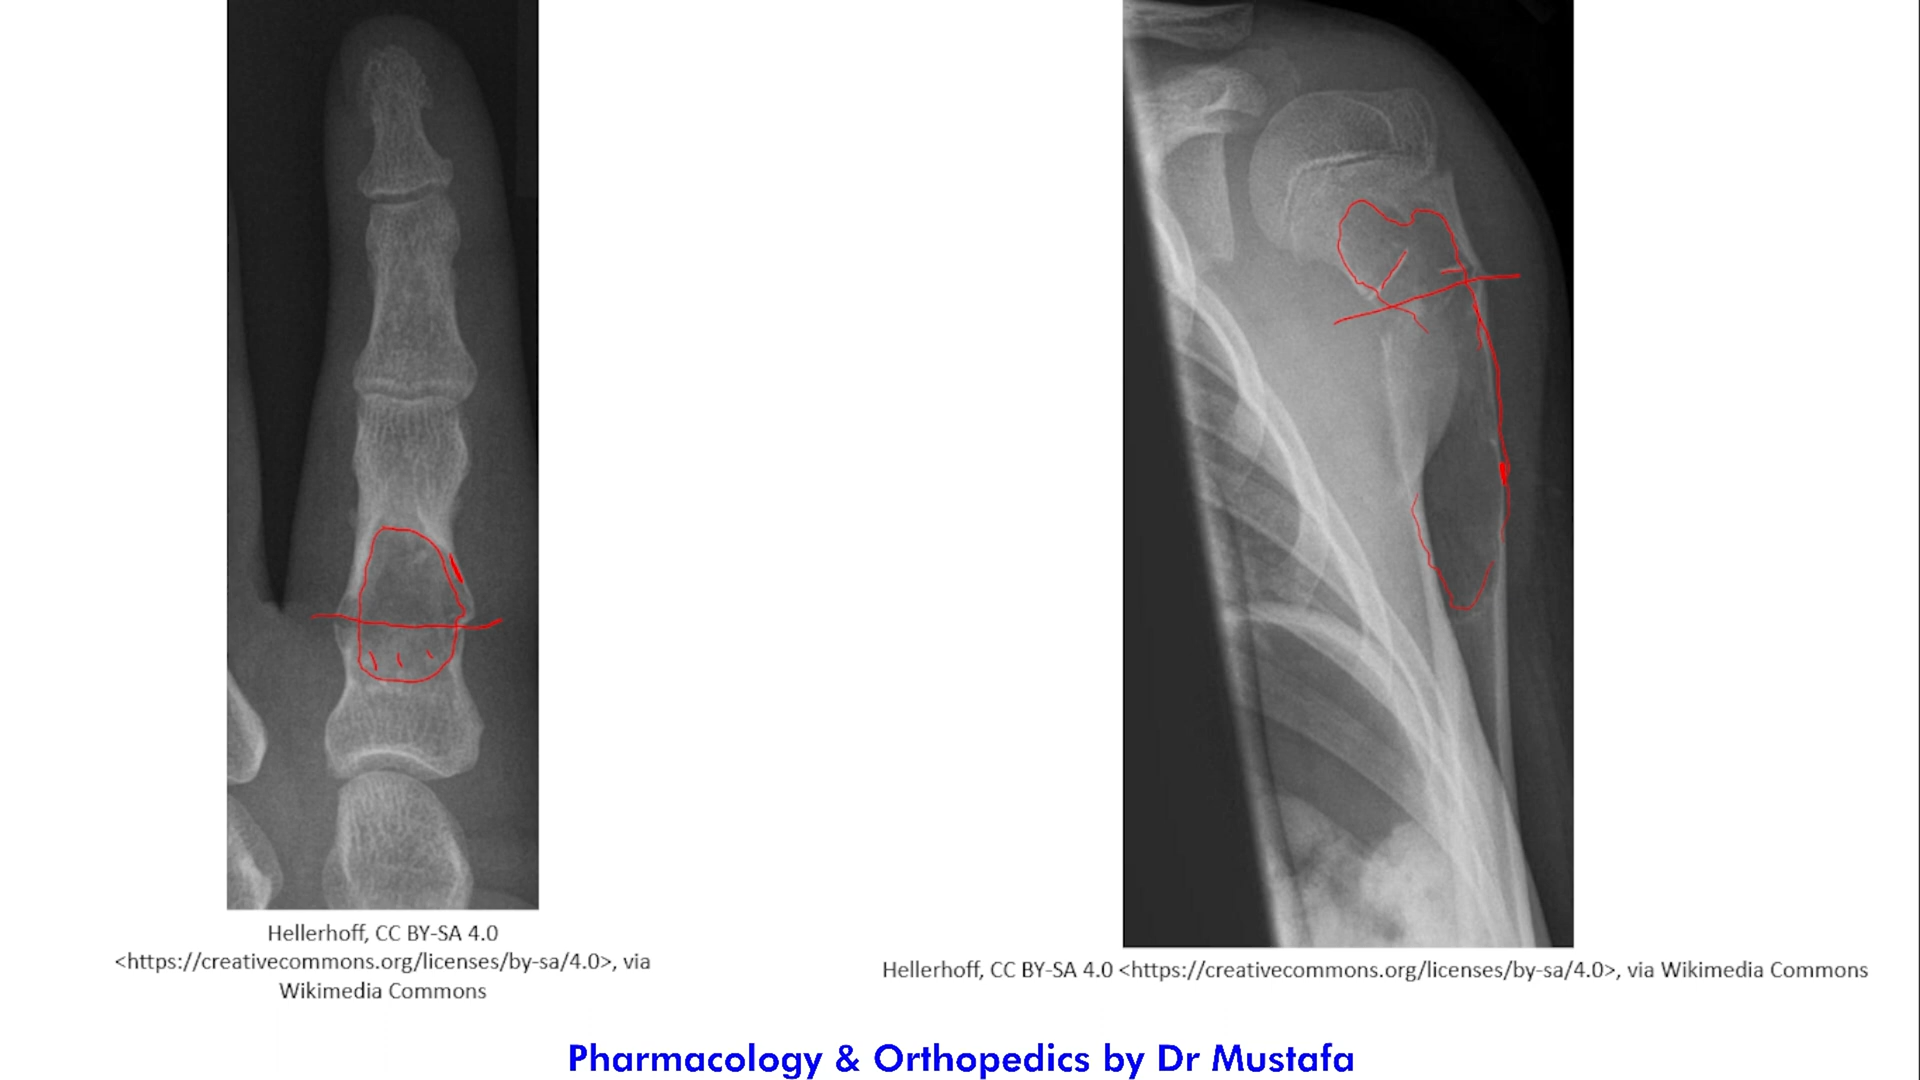 Hellerhoff, CC BY-SA 4.0
<https://creativecommons.org/licenses/by-sa/4.0>, via
Wikimedia Commons
Hellerhoff, CC BY-SA 4.0 <https://creativecommons.org/licenses/by-sa/4.0>, via Wikimedia Commons
Pharmacology & Orthopedics by Dr Mustafa